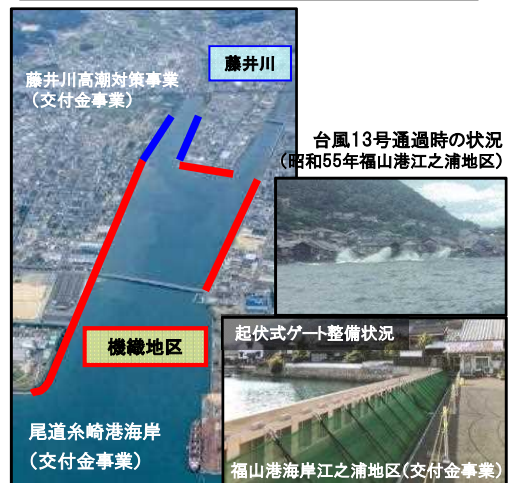 藤井川
藤井川高潮対策事業
（交付金事業）
台風13号通過時の状況
（昭和55年福山港江之浦地区）
機織地区
起伏式ゲート整備状況
尾道糸崎港海岸
（交付金事業）
福山港海岸江之浦地区(交付金事業)